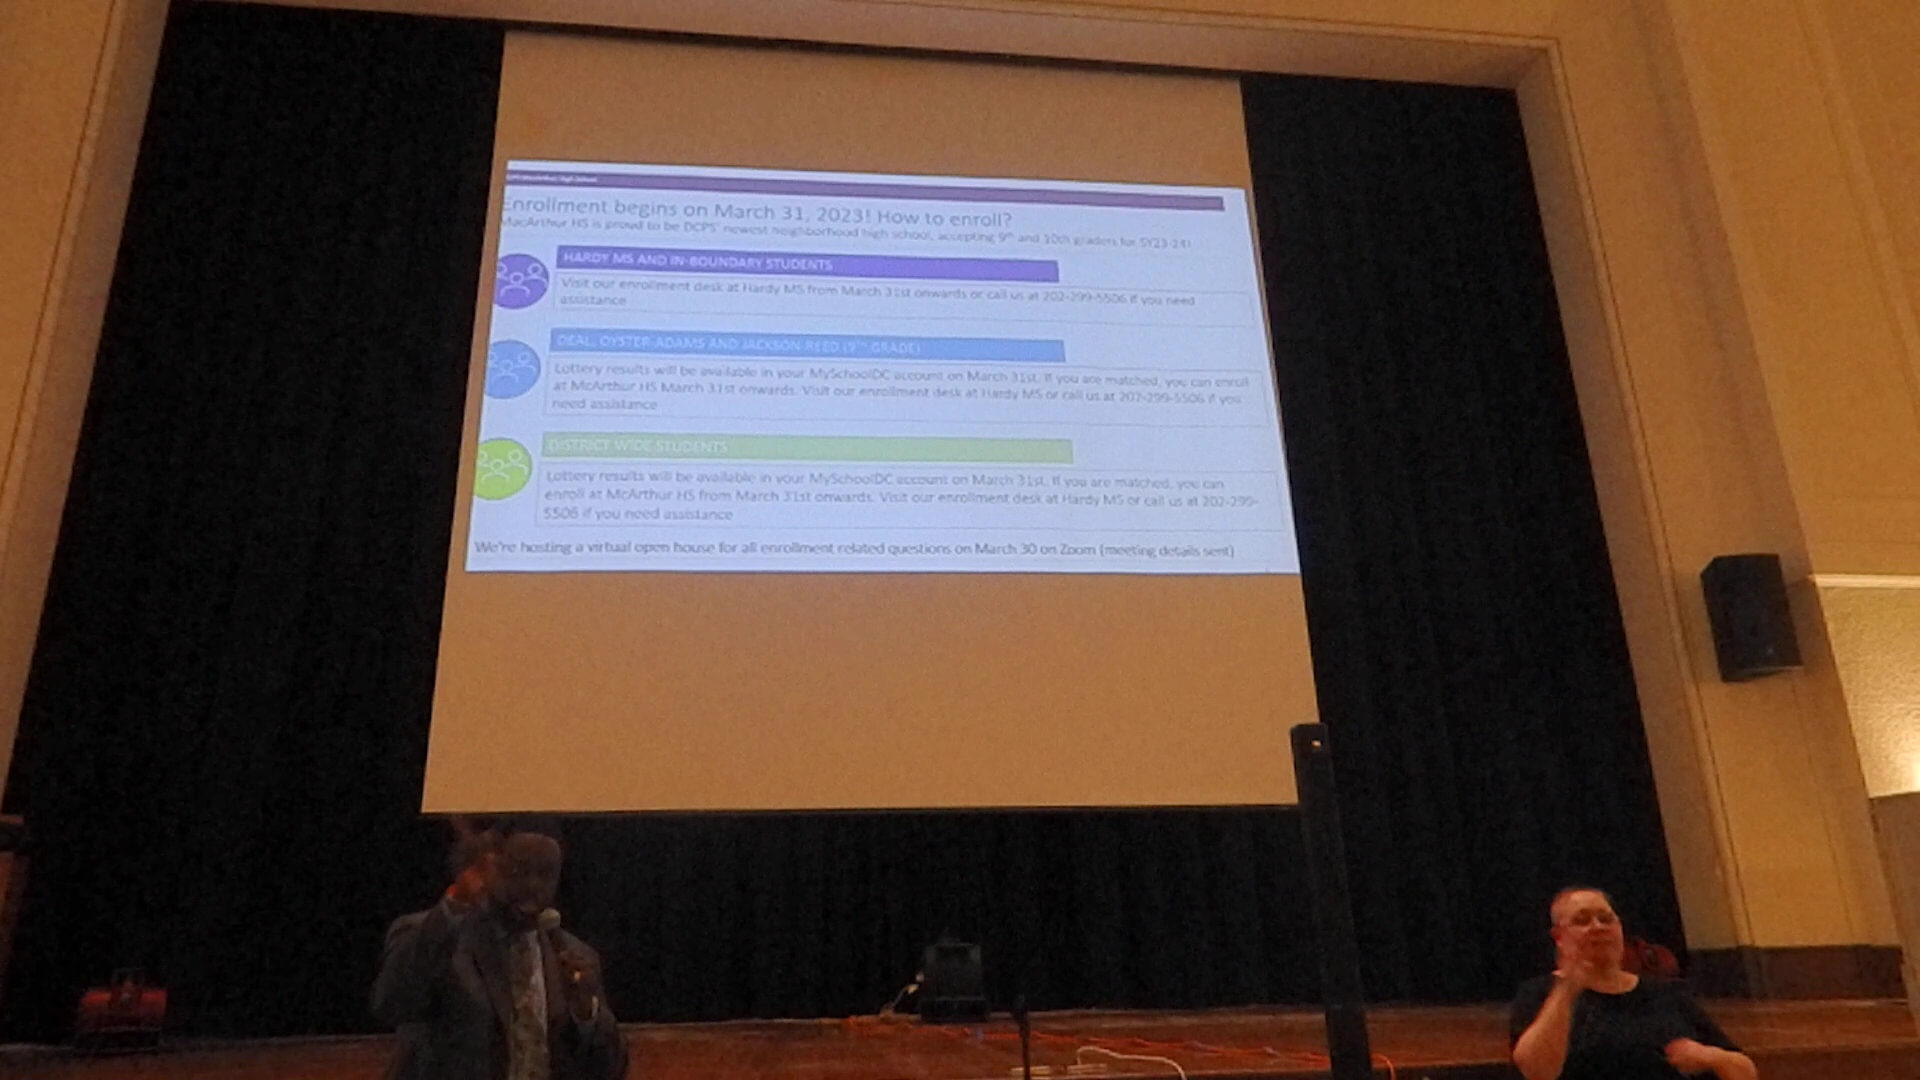 MacArthur High School
Enrollment begins on March 31, 2023! How to enroll?
MacArthur HS is proud to be DCPS' newest neighborhood high school, accepting 9th and 10th graders for SY23-24!
HARDY MS AND IN-BOUNDARY STUDENTS
Visit our enrollment desk at Hardy MS from March 31st onwards or call us at 202-299-5506 if you need
assistance
DEAL, OYSTER-ADAMS AND JACKSON-REED (9TH GRADE)
Lottery results will be available in your MySchoolDC account on March 31st. If you are matched, you can enroll
at McArthur HS March 31st onwards. Visit our enrollment desk at Hardy MS or call us at 202-299-5506 if you
need assistance
DISTRICT WIDE STUDENTS
Lottery results will be available in your MySchoolDC account on March 31st. If you are matched, you can
enroll at McArthur HS from March 31st onwards. Visit our enrollment desk at Hardy MS or call us at 202-299-
5506 if you need assistance
We're hosting a virtual open house for all enrollment related questions on March 30 on Zoom (meeting details sent)